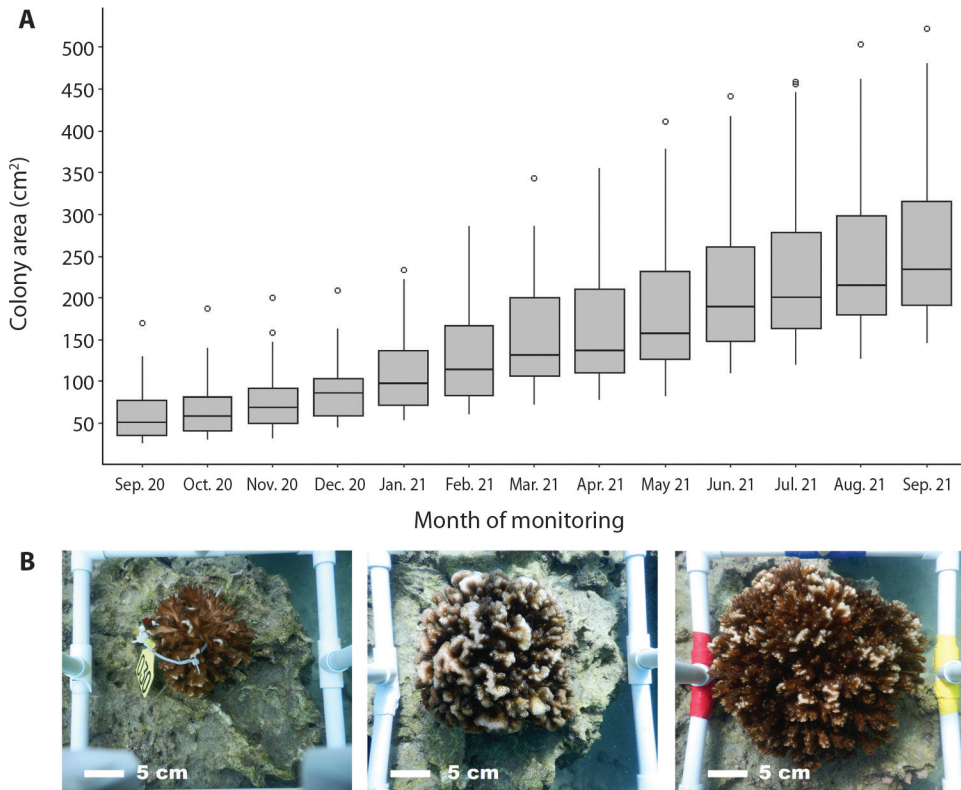 A
Colony area (cm²)
500
450
400
350
300
250
200
150
100
50
Sep. 20 Oct. 20 Nov. 20 Dec. 20 Jan. 21 Feb. 21 Mar. 21 Apr. 21 May 21 Jun. 21 Jul. 21 Aug. 21 Sep. 21
Month of monitoring
B
5 cm
5 cm
5 cm